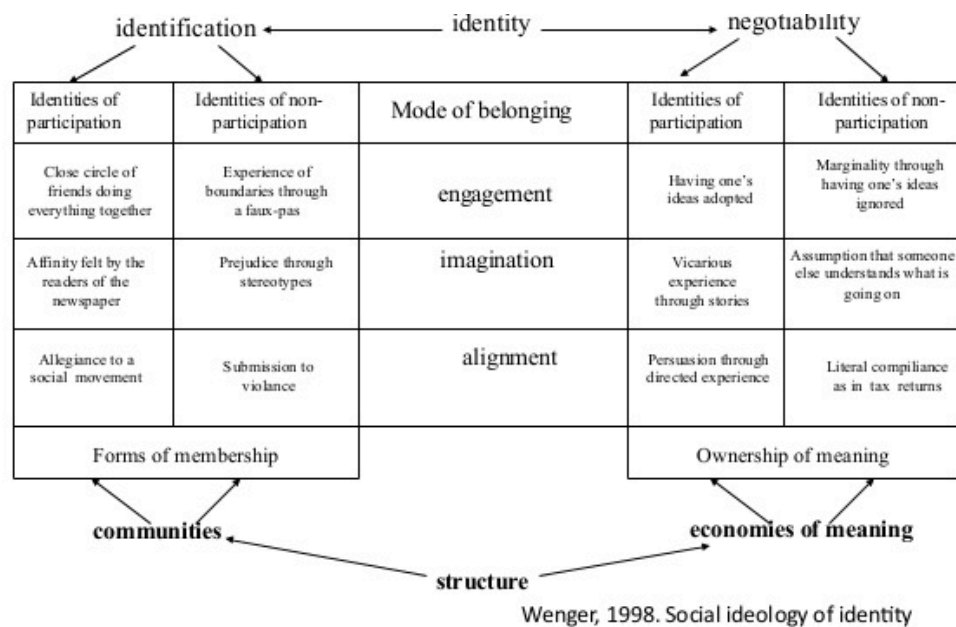 identification
identity
negotiability
Identities of
participation
Identities of non-
participation
Mode of belonging
Identities of
participation
Identities of non-
participation
Close circle of
friends doing
everything together
Experience of
boundaries through
a faux-pas
engagement
Having one's
ideas adopted
Marginality through
having one's ideas
ignored
Affinity felt by the
readers of the
newspaper
Prejudice through
stereotypes
imagination
Vicarious
experience
through stories
Assumption that someone
else understands what is
going on
Allegiance to a
social movement
Submission to
violance
alignment
Persuasion through
directed experience
Literal compiliance
as in tax returns
Forms of membership
Ownership of meaning
communities
economies of meaning
structure
Wenger, 1998. Social ideology of identity